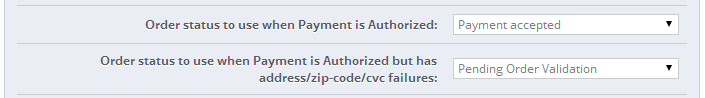 Order status to use when Payment is Authorized: Payment accepted
Order status to use when Payment is Authorized but has
address/zip-code/cvc failures: Pending Order Validation